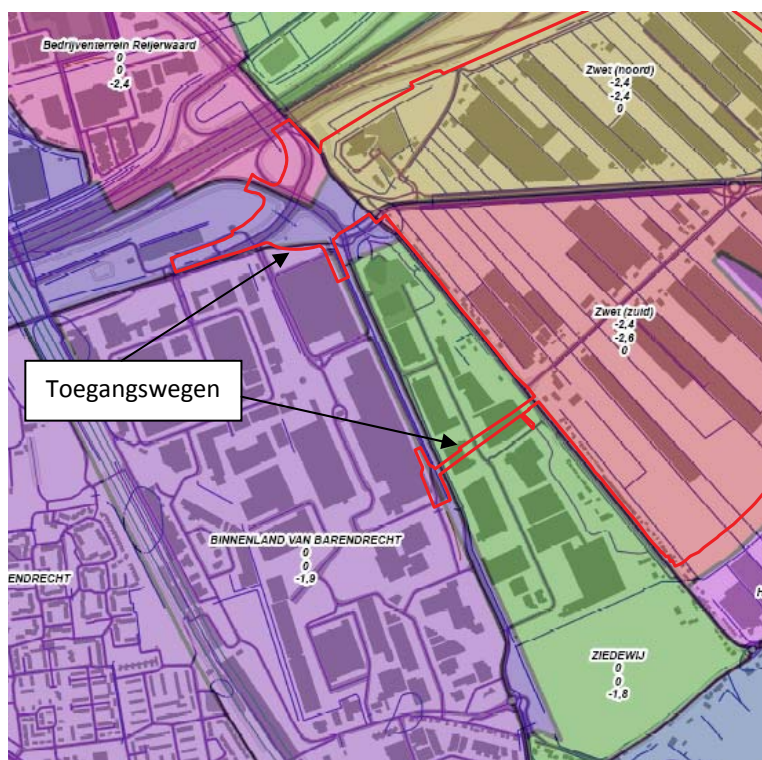 Bedrijventerrein Reijerwaard
0
0
-2,4
Zwet (noord)
-2,4
-2,4
0
Zwet (zuid)
-2,4
-2,6
0
Toegangswegen
BINNENLAND VAN BARENDRECHT
0
0
-1,9
ENDRECHT
H
ZIEDEWIJ
0
0
-1,8